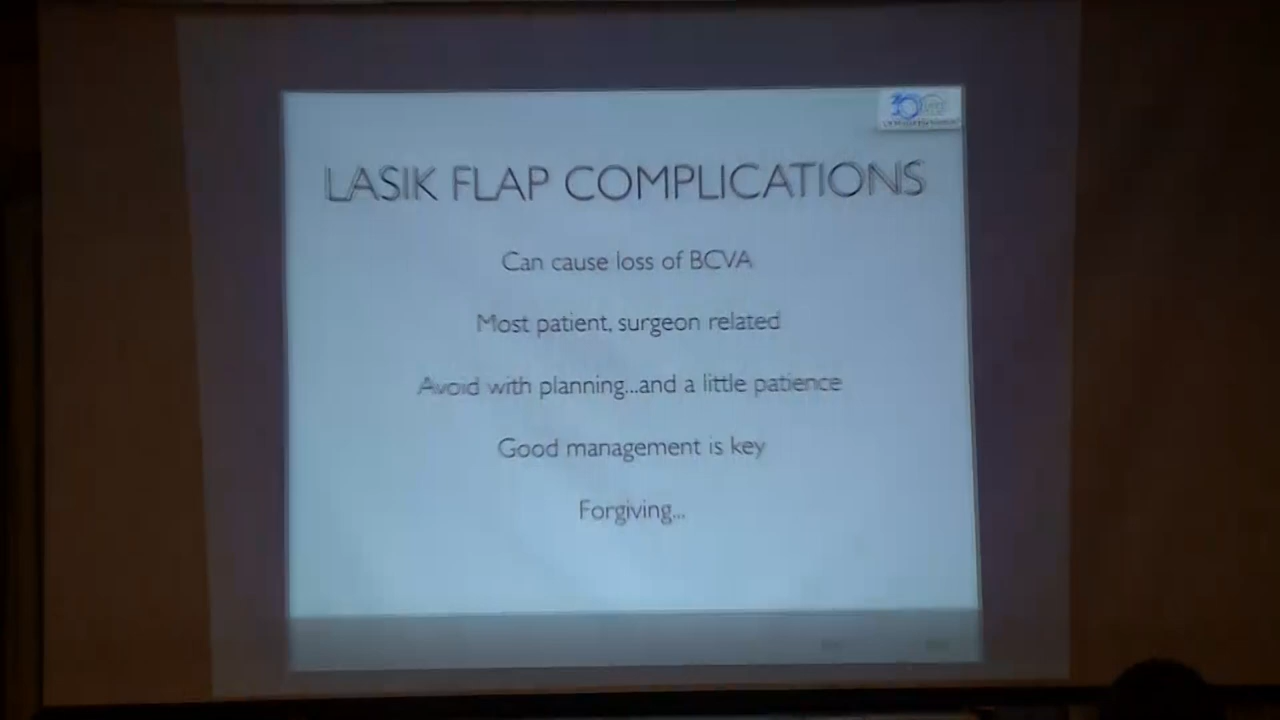 30
LASIK FLAP COMPLICATIONS
Can cause loss of BCVA
Most patient, surgeon related
Avoid with planning...and a little patience
Good management is key
Forgiving...